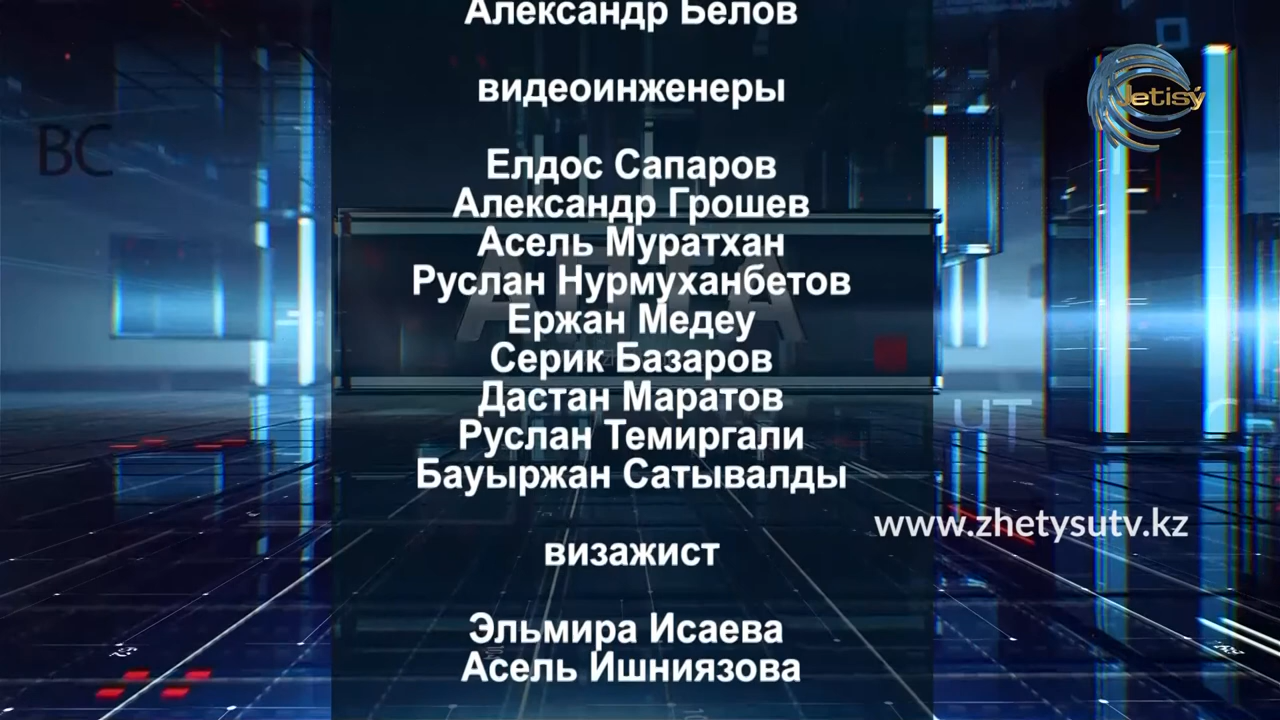 Александр Белов
видеоинженеры
Jetisý
ВС
Елдос Сапаров
Александр Грошев
Асель Муратхан
Руслан Нурмуханбетов
Ержан Медеу
Серик Базаров
Дастан Маратов
Руслан Темиргали
Бауыржан Сатывалды
www.zhetysutv.kz
визажист
Эльмира Исаева
Асель Ишниязова